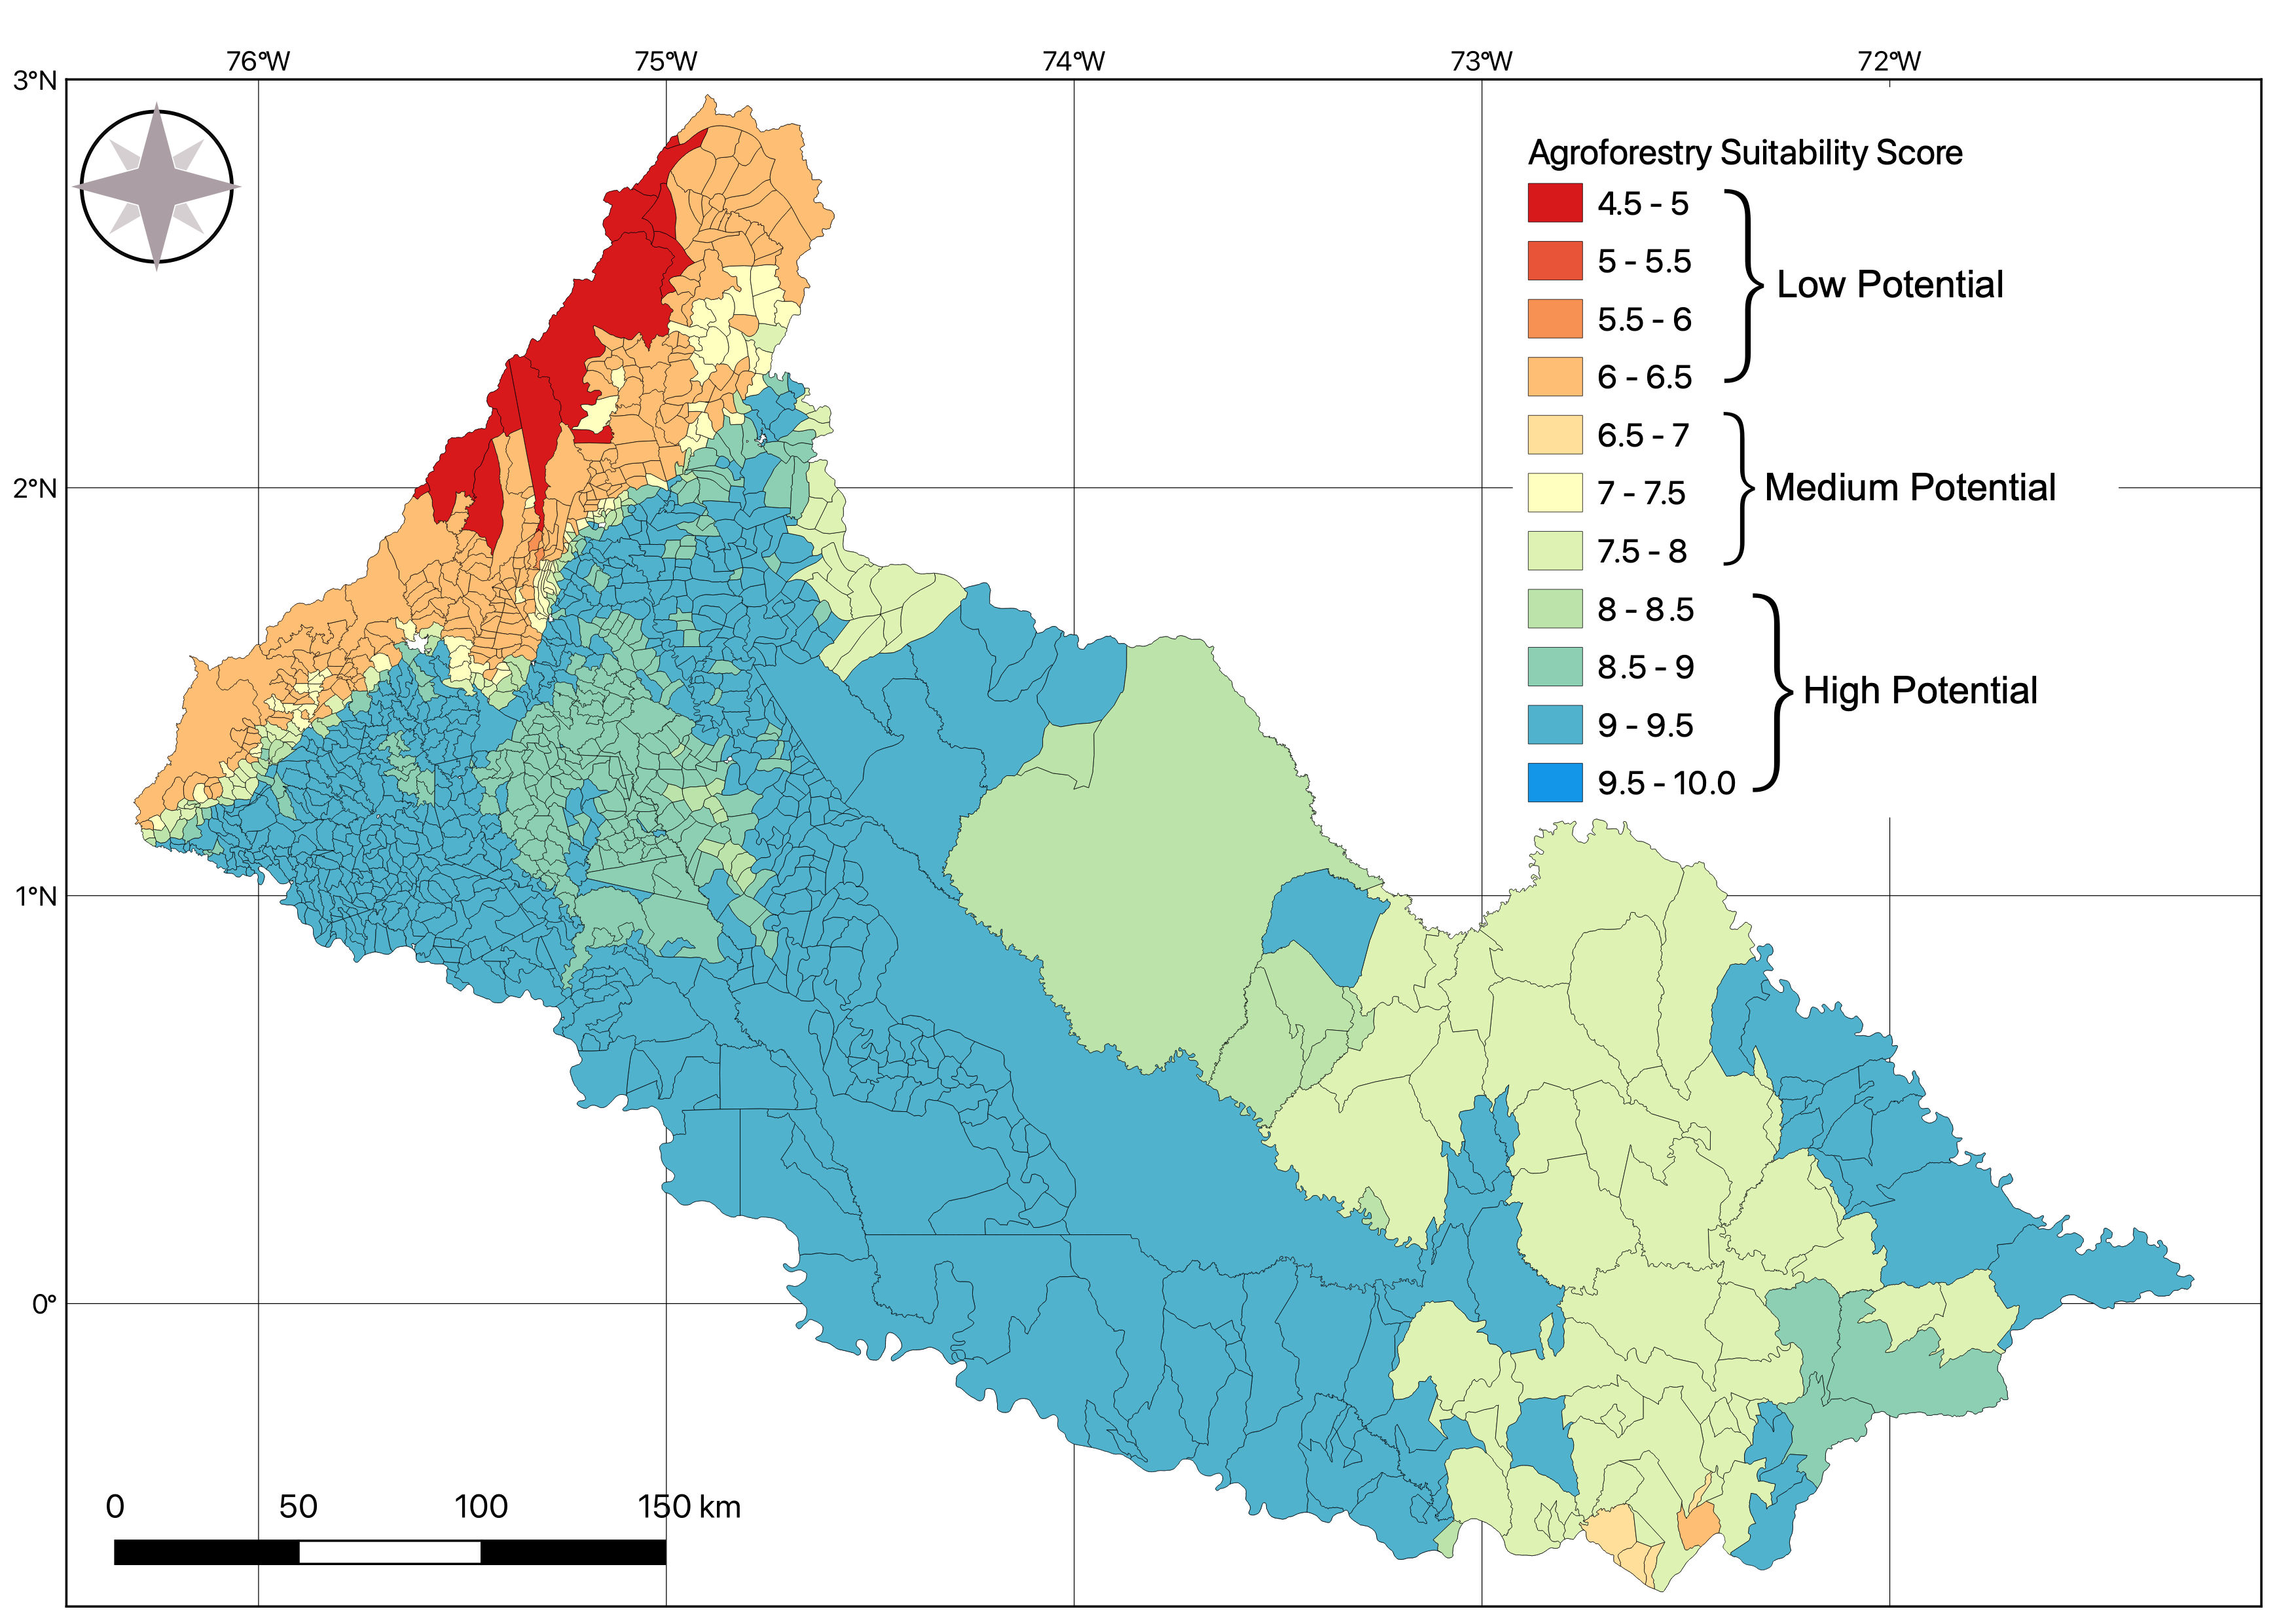 76°W 75°W 74°W 73°W 72°W
3°N
Agroforestry Suitability Score
4.5 - 5
5 - 5.5
Low Potential
5.5 - 6
6 - 6.5
6.5 - 7
2°N
7 - 7.5
Medium Potential
7.5 - 8
8 - 8.5
8.5 - 9
High Potential
9 - 9.5
9.5 - 10.0
1°N
0°
0 50 100 150 km